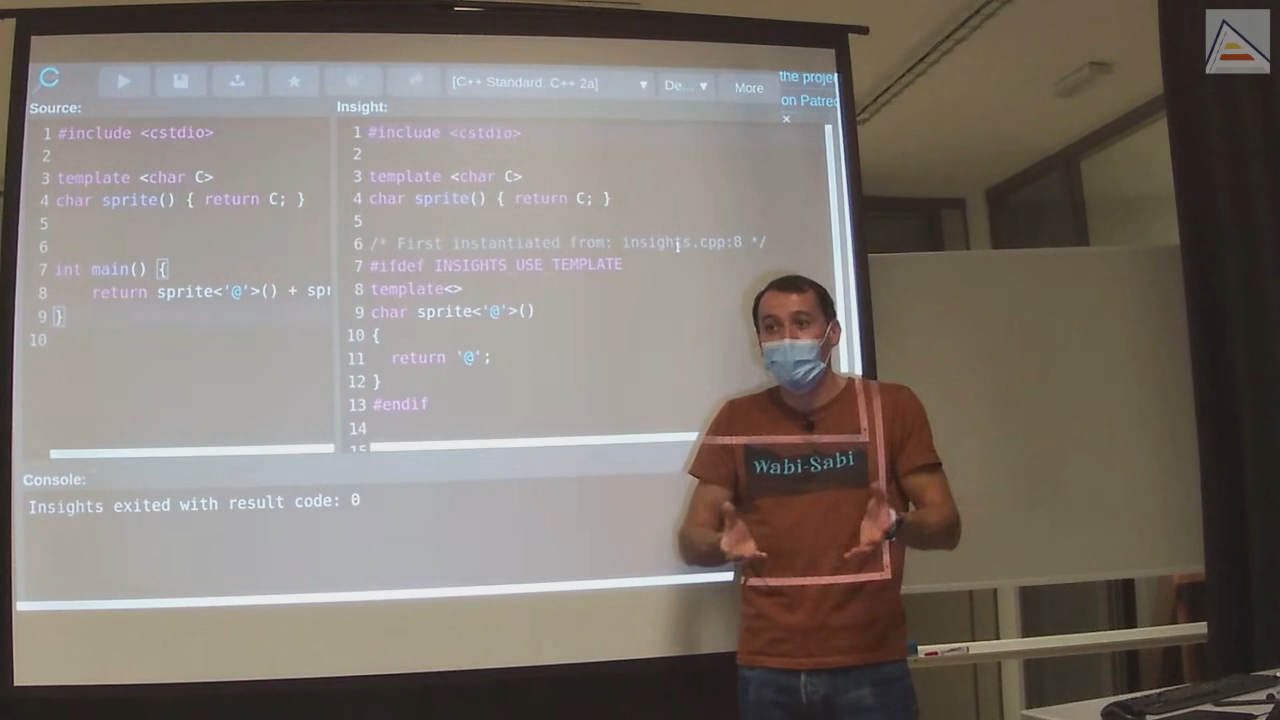 [C++ Standard: C++ 2a]
De...
More
the proje
on Patreo
×
Source:
1 #include <cstdio>
2
3 template <char C>
4 char sprite() { return C; }
5
6
7 int main() {
8 return sprite<'@'>() + spr
9 }
10
Insight:
1 #include <cstdio>
2
3 template <char C>
4 char sprite() { return C; }
5
6 /* First instantiated from: insights.cpp:8 */
7 #ifdef INSIGHTS_USE_TEMPLATE
8 template<>
9 char sprite<'@'>()
10 {
11 return '@';
12 }
13 #endif
14
15
Console:
Insights exited with result code: 0
Wabi-Sabi